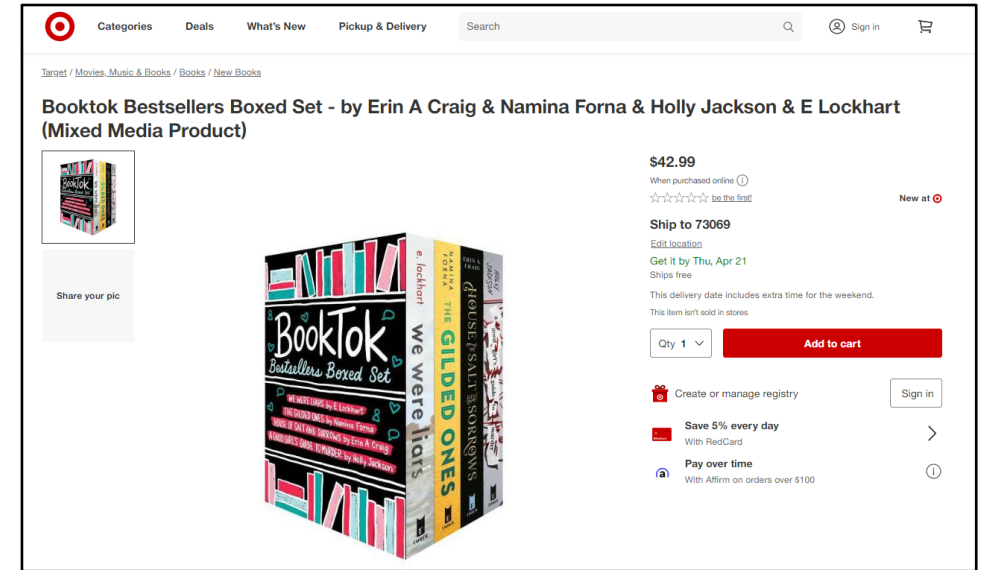 Categories
Deals
What's New
Pickup & Delivery
Search
Sign in
Target / Movies, Music & Books / Books / New Books
Booktok Bestsellers Boxed Set - by Erin A Craig & Namina Forna & Holly Jackson & E Lockhart
(Mixed Media Product)
Share your pic
BookTok
Bestsellers Boxed Set
WE WERE LIARS by E. Lockhart
THE GILDED ONES by Namina Forna
HOUSE OF SALT AND SORROWS by Erin A. Craig
A GOOD GIRL'S GUIDE TO MURDER by Holly Jackson
e. lockhart
we were liars
NAMINA
FORNA
THE GILDED ONES
ERIN A.
CRAIG
HOUSE of SALT and SORROWS
HOLLY
JACKSON
$42.99
When purchased online
be the first!
New at
Ship to 73069
Edit location
Get it by Thu, Apr 21
Ships free
This delivery date includes extra time for the weekend.
This item isn't sold in stores
Qty 1
Add to cart
Create or manage registry
Sign in
Save 5% every day
With RedCard
Pay over time
With Affirm on orders over $100